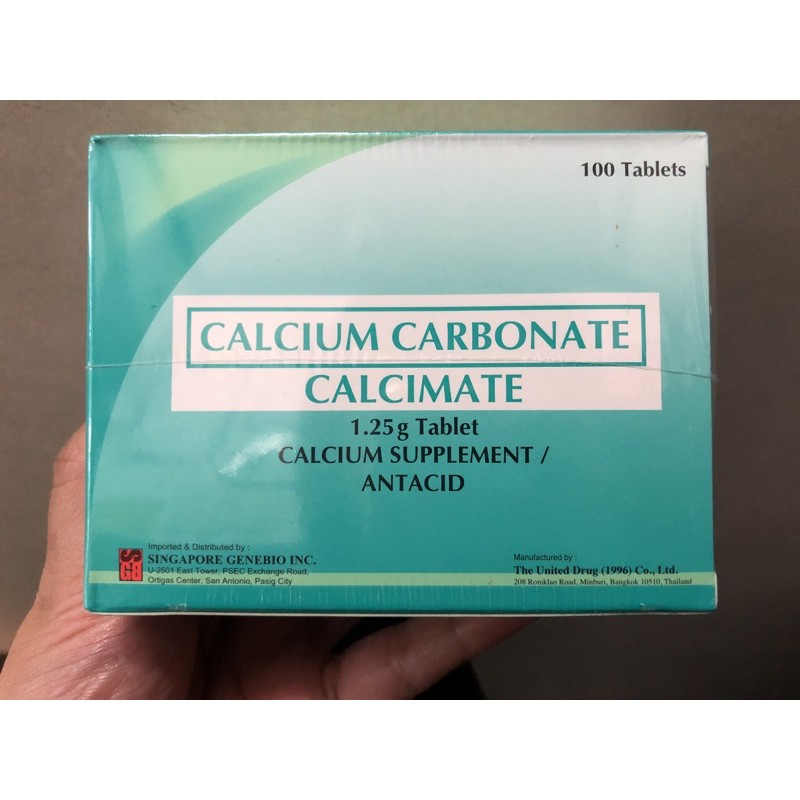 100 Tablets
CALCIUM CARBONATE
CALCIMATE
1.25g Tablet
CALCIUM SUPPLEMENT /
ANTACID
Imported & Distributed by :
SINGAPORE GENEBIO INC.
U-2501 East Tower, PSEC Exchange Road,
Ortigas Center, San Antonio, Pasig City
Manufactured by :
The United Drug (1996) Co., Ltd.
208 Romklao Road, Minburi, Bangkok 10510, Thailand